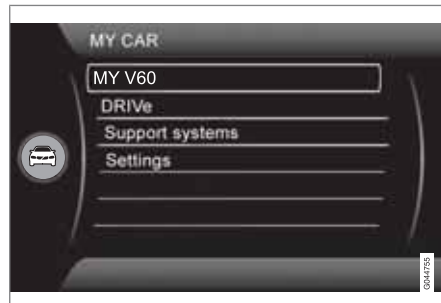 MY CAR
MY V60
DRIVe
Support systems
Settings
G044755